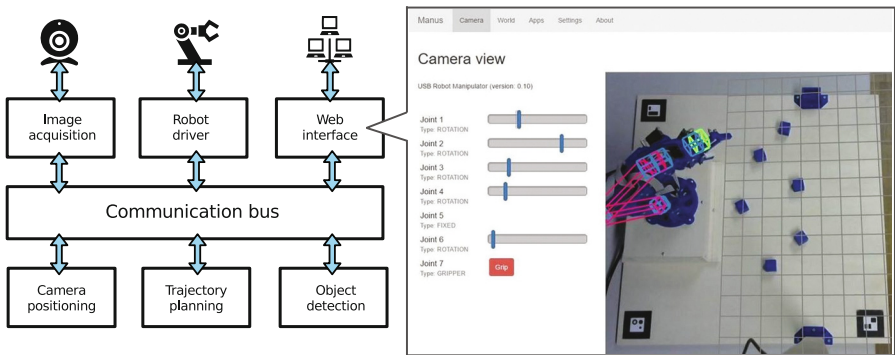 Image
acquisition
Robot
driver
Web
interface
Communication bus
Camera
positioning
Trajectory
planning
Object
detection
Manus Camera World Apps Settings About
Camera view
USB Robot Manipulator (version: 0.10)
Joint 1
Type: ROTATION
Joint 2
Type: ROTATION
Joint 3
Type: ROTATION
Joint 4
Type: ROTATION
Joint 5
Type: FIXED
Joint 6
Type: ROTATION
Joint 7
Type: GRIPPER
Grip